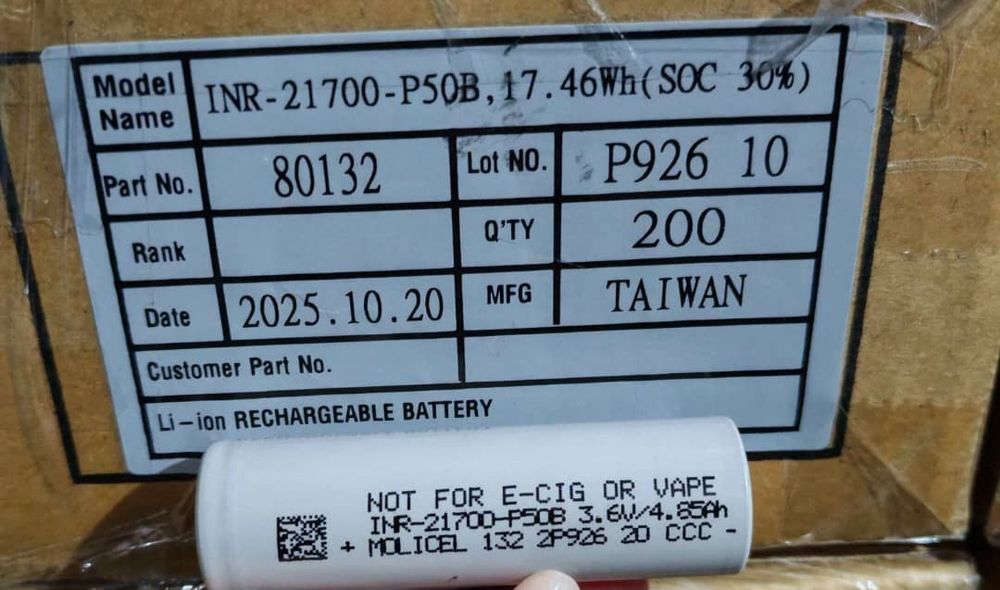 Model Name INR-21700-P50B,17.46Wh(SOC 30%)
Part No. 80132 Lot NO. P926 10
Rank Q'TY 200
Date 2025.10.20 MFG TAIWAN
Customer Part No.
Li-ion RECHARGEABLE BATTERY
NOT FOR E-CIG OR VAPE
INR-21700-P50B 3.6V/4.85Ah
+ MOLICEL 132 2P926 20 CCC -